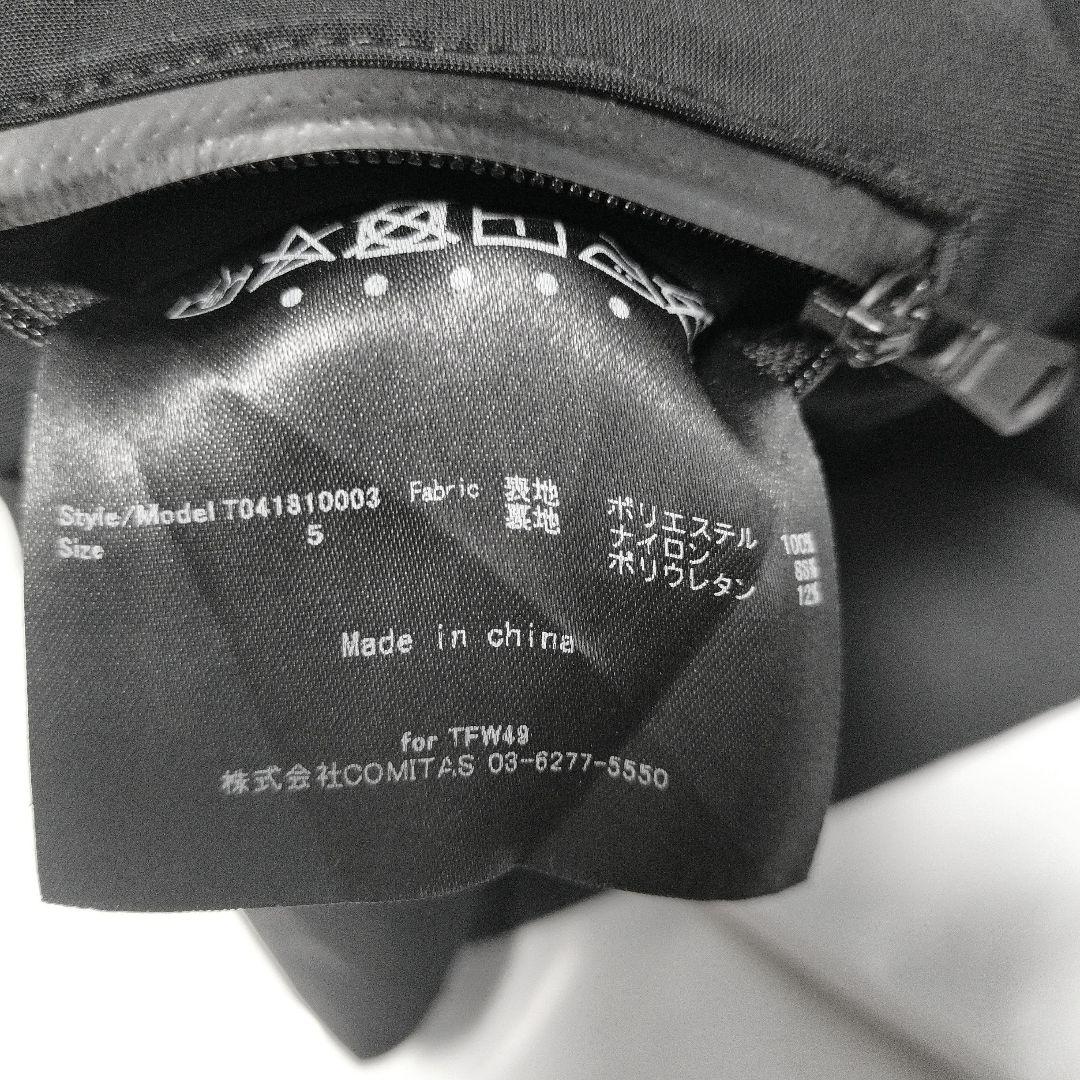 Style/Model T041810003 Fabric 表地 ポリエステル 100%
Size 5 裏地 ナイロン 88%
ポリウレタン 12%
Made in china
for TFW49
株式会社COMITAS 03-6277-5550